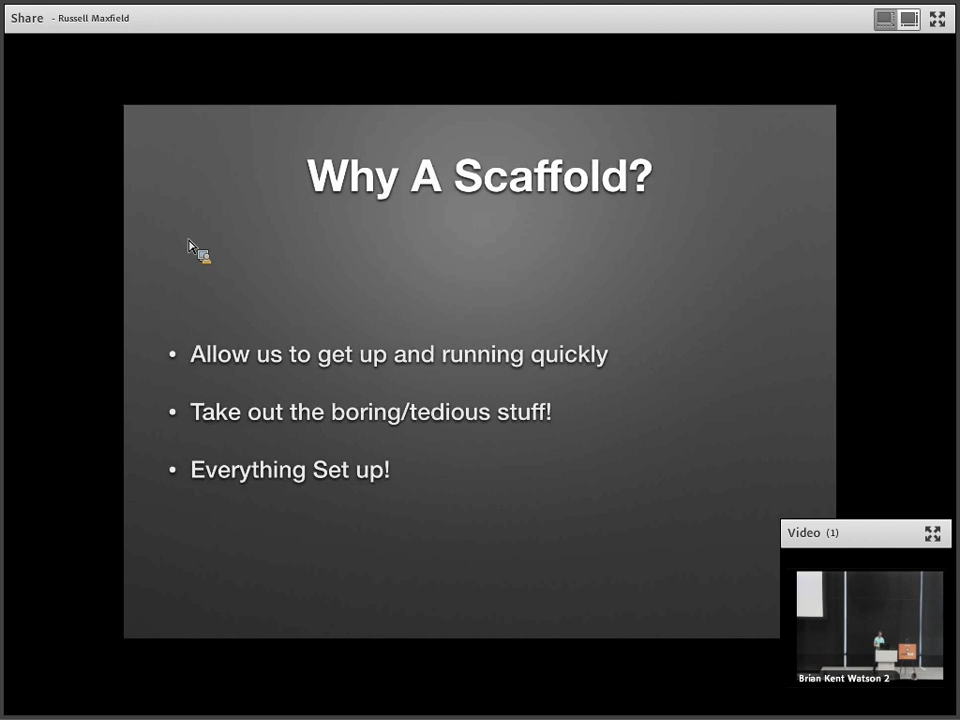 Share - Russell Maxfield
Why A Scaffold?
• Allow us to get up and running quickly
• Take out the boring/tedious stuff!
• Everything Set up!
Video (1)
Brian Kent Watson 2